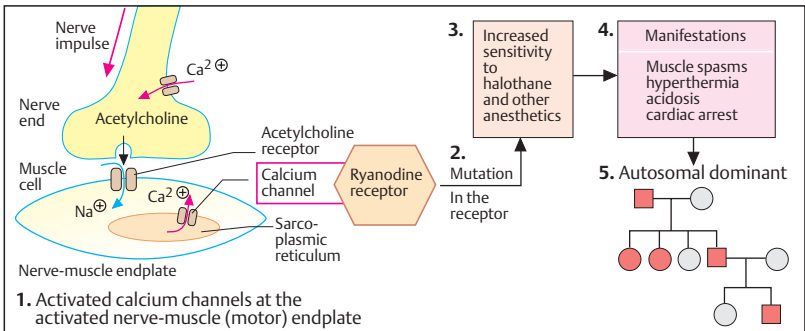 Nerve
impulse
Ca2 ⊕
Nerve
end
Acetylcholine
Acetylcholine
receptor
Muscle
cell
Calcium
channel
Ca2 ⊕
Na⊕
Sarco-
plasmic
reticulum
Nerve-muscle endplate
1. Activated calcium channels at the
activated nerve-muscle (motor) endplate
Ryanodine
receptor
2.
Mutation
In the
receptor
3.
Increased
sensitivity
to
halothane
and other
anesthetics
4.
Manifestations
Muscle spasms
hyperthermia
acidosis
cardiac arrest
5. Autosomal dominant